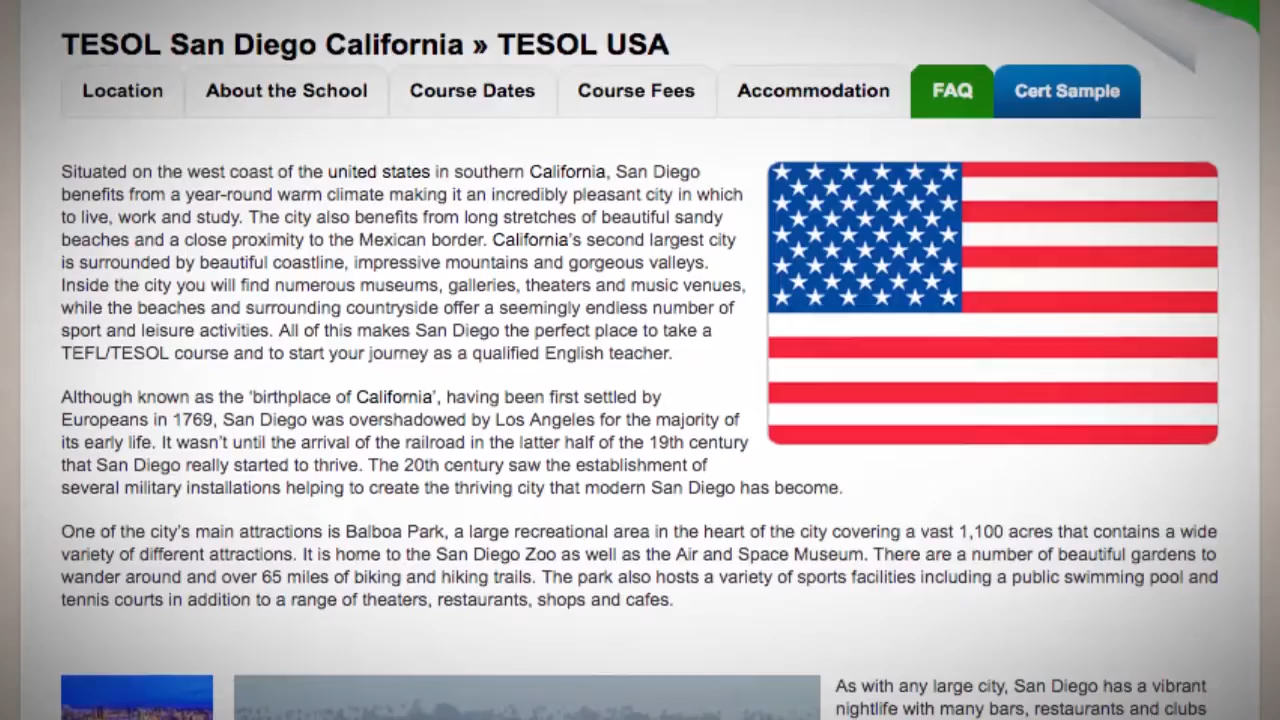 TESOL San Diego California » TESOL USA
Location
About the School
Course Dates
Course Fees
Accommodation
FAQ
Cert Sample
Situated on the west coast of the united states in southern California, San Diego
benefits from a year-round warm climate making it an incredibly pleasant city in which
to live, work and study. The city also benefits from long stretches of beautiful sandy
beaches and a close proximity to the Mexican border. California's second largest city
is surrounded by beautiful coastline, impressive mountains and gorgeous valleys.
Inside the city you will find numerous museums, galleries, theaters and music venues,
while the beaches and surrounding countryside offer a seemingly endless number of
sport and leisure activities. All of this makes San Diego the perfect place to take a
TEFL/TESOL course and to start your journey as a qualified English teacher.
Although known as the 'birthplace of California', having been first settled by
Europeans in 1769, San Diego was overshadowed by Los Angeles for the majority of
its early life. It wasn't until the arrival of the railroad in the latter half of the 19th century
that San Diego really started to thrive. The 20th century saw the establishment of
several military installations helping to create the thriving city that modern San Diego has become.
One of the city's main attractions is Balboa Park, a large recreational area in the heart of the city covering a vast 1,100 acres that contains a wide
variety of different attractions. It is home to the San Diego Zoo as well as the Air and Space Museum. There are a number of beautiful gardens to
wander around and over 65 miles of biking and hiking trails. The park also hosts a variety of sports facilities including a public swimming pool and
tennis courts in addition to a range of theaters, restaurants, shops and cafes.
As with any large city, San Diego has a vibrant
nightlife with many bars, restaurants and clubs